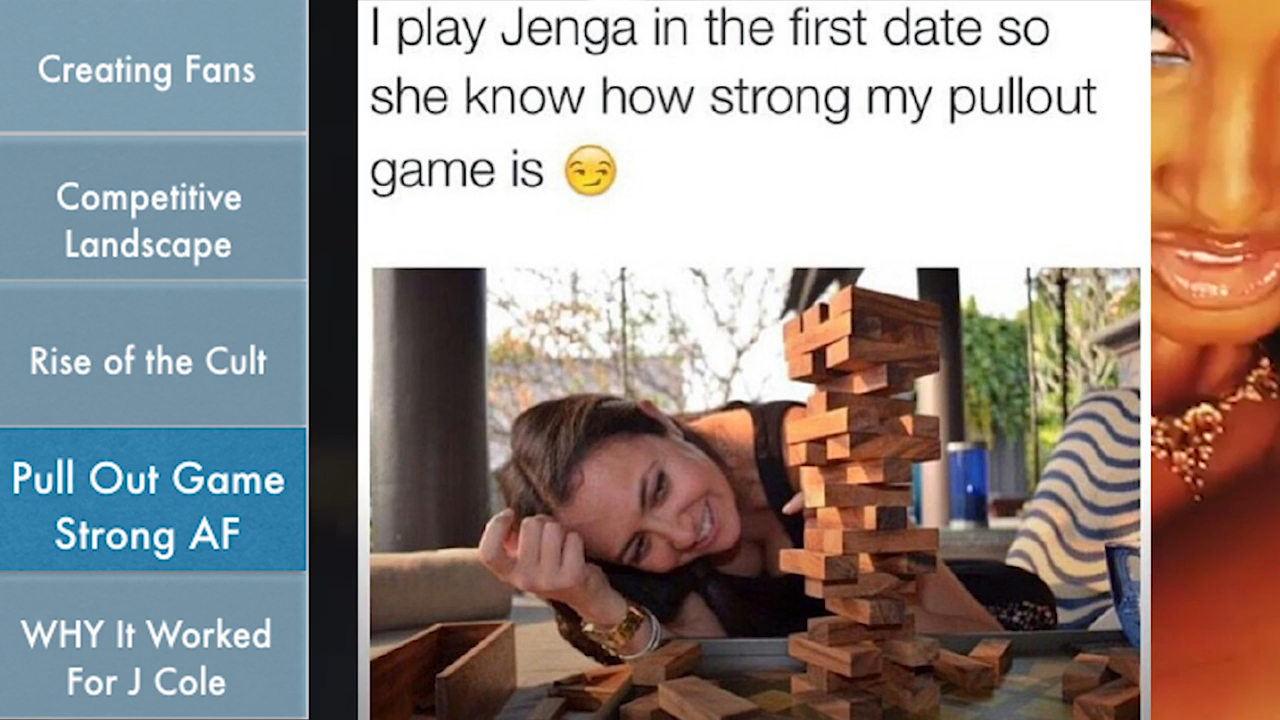 Creating Fans
Competitive
Landscape
Rise of the Cult
Pull Out Game
Strong AF
WHY It Worked
For J Cole
I play Jenga in the first date so
she know how strong my pullout
game is 😏